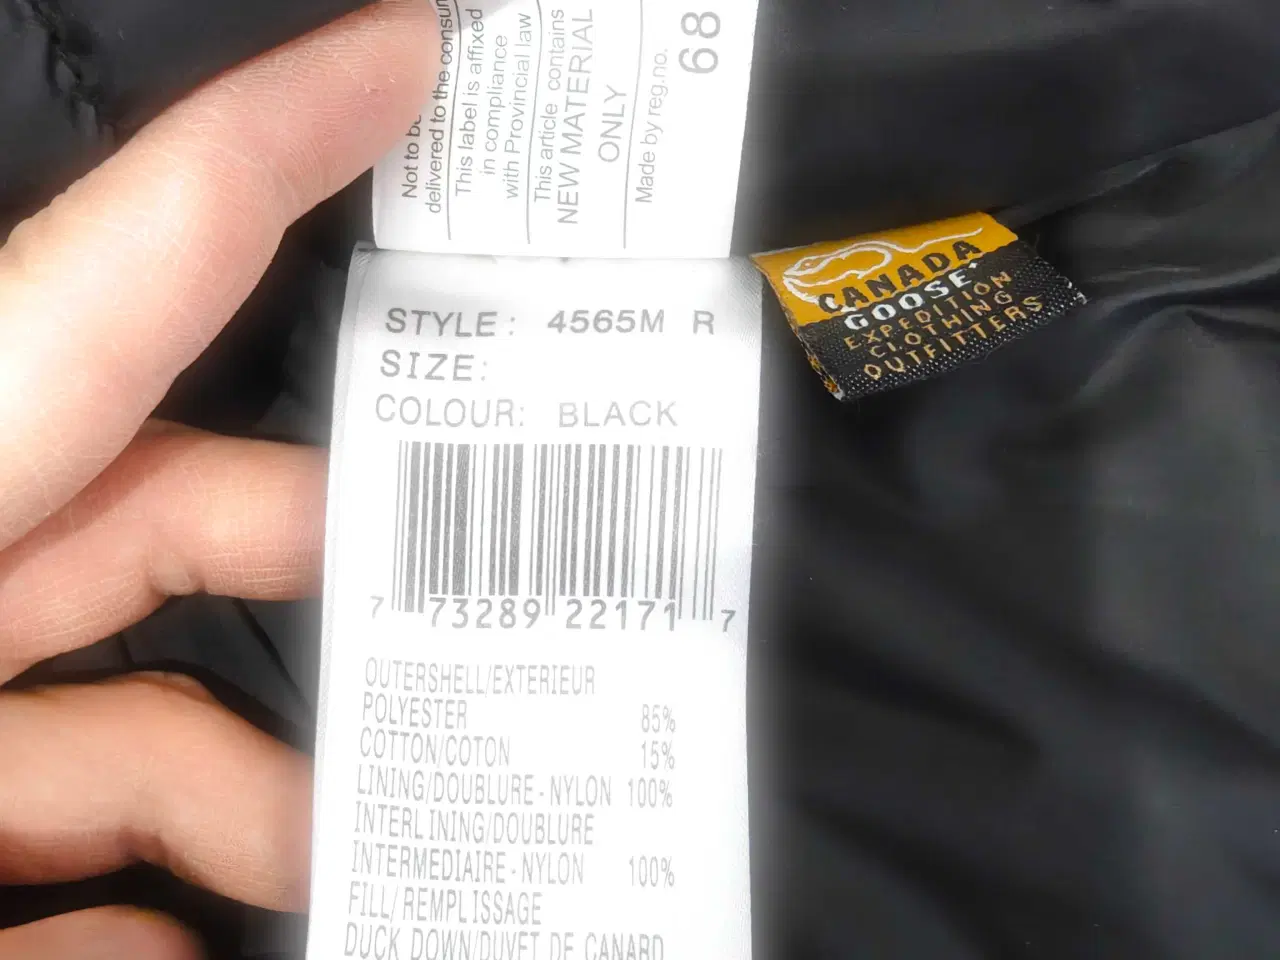 Not to be
delivered to the consum
This label is affixed
in compliance
with Provincial law
This article contains
NEW MATERIAL
ONLY
Made by reg.no.
68
CANADA
GOOSE
EXPEDITION
CLOTHING
OUTFITTERS
STYLE: 4565M R
SIZE:
COLOUR: BLACK
7 73289 22171 7
OUTERSHELL/EXTERIEUR
POLYESTER 85%
COTTON/COTON 15%
LINING/DOUBLURE-NYLON 100%
INTERLINING/DOUBLURE
INTERMEDIAIRE-NYLON 100%
FILL/REMPLISSAGE
DUCK DOWN/DUVET DE CANARD